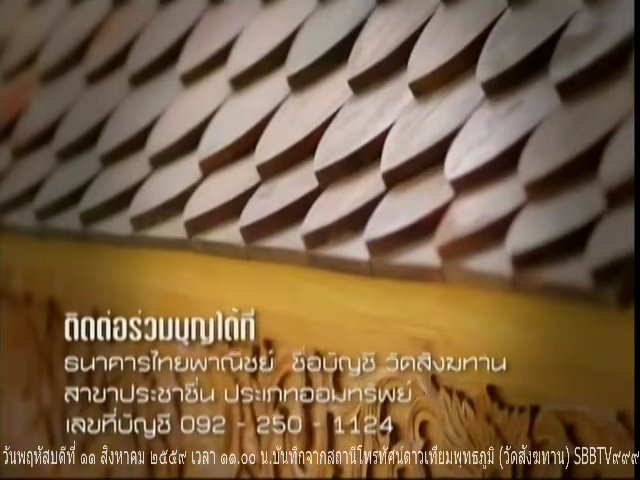 ติดต่อร่วมบุญได้ที่
ธนาคารไทยพาณิชย์ ชื่อบัญชี วัดสังฆทาน
สาขาประชาชื่น ประเภทออมทรัพย์
เลขที่บัญชี 092 - 250 - 1124
วันพฤหัสบดีที่ ๑๑ สิงหาคม ๒๕๕๙ เวลา ๑๑.๐๐ น.บันทึกจากสถานีโทรทัศน์ดาวเทียมพุทธภูมิ (วัดสังฆทาน) SBBTV๙๙๙